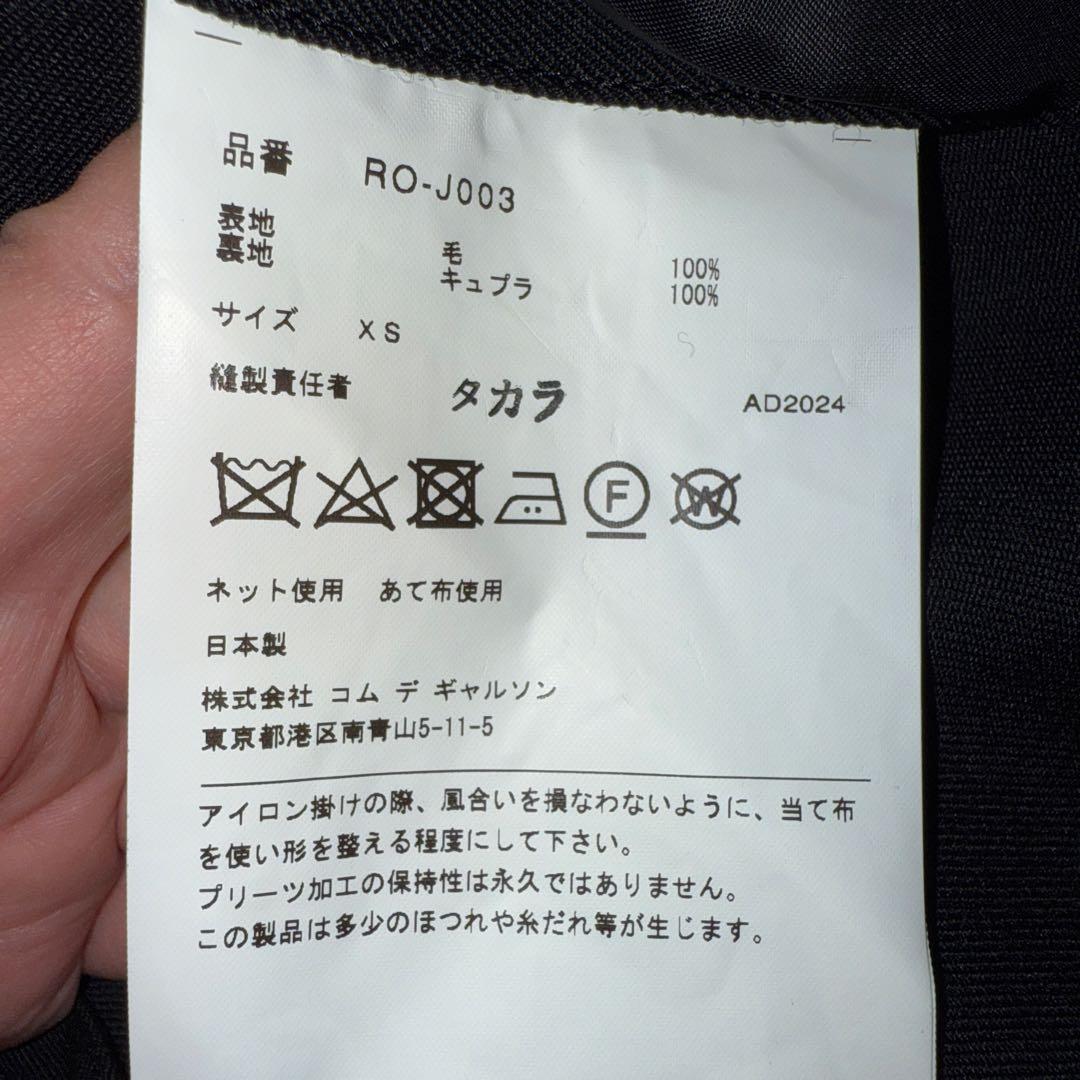 品番 RO-J003
表地 毛 100%
裏地 キュプラ 100%
サイズ XS
縫製責任者 タカラ AD2024
F W
ネット使用 あて布使用
日本製
株式会社 コム デ ギャルソン
東京都港区南青山5-11-5
アイロン掛けの際、風合いを損なわないように、当て布
を使い形を整える程度にして下さい。
プリーツ加工の保持性は永久ではありません。
この製品は多少のほつれや糸だれ等が生じます。